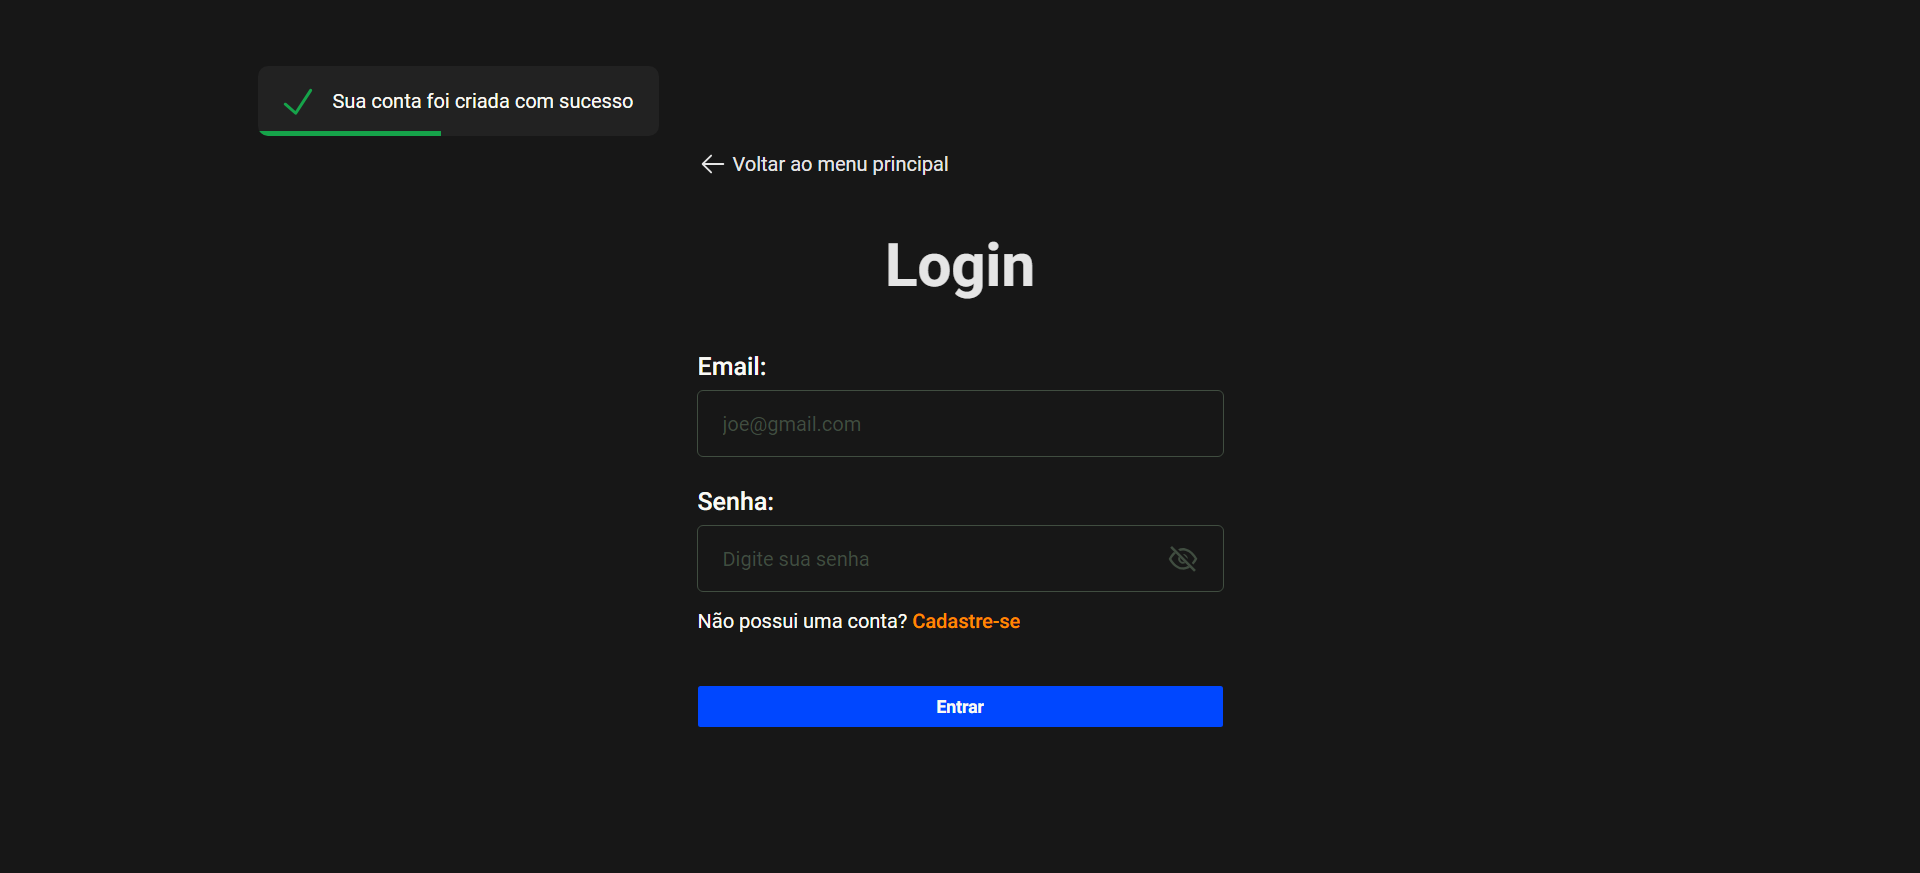 Sua conta foi criada com sucesso
Voltar ao menu principal
Login
Email:
joe@gmail.com
Senha:
Digite sua senha
Não possui uma conta? Cadastre-se
Entrar